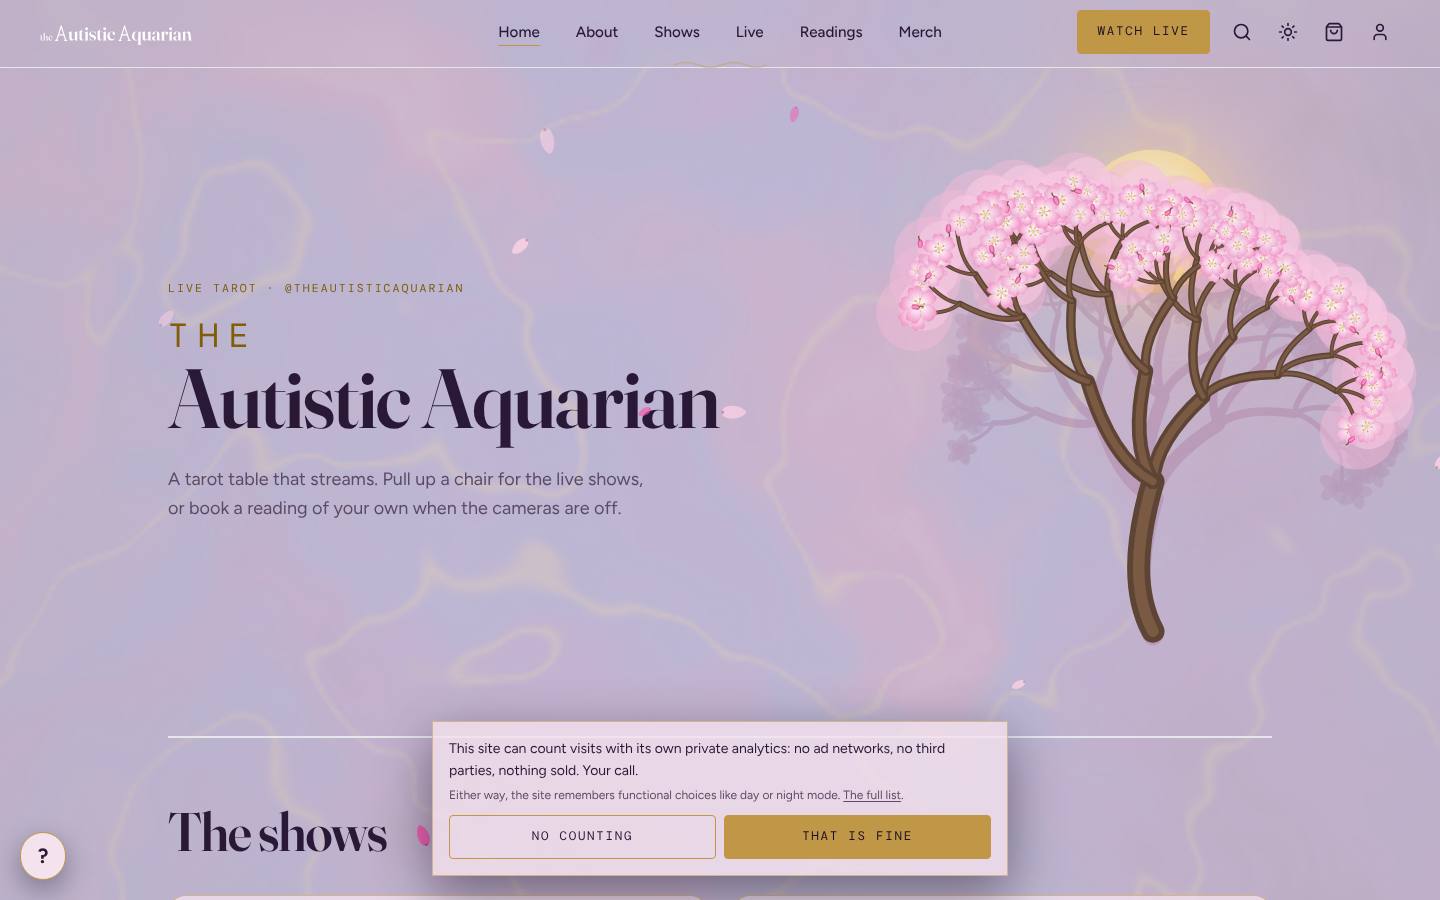 the Autistic Aquarian
Home About Shows Live Readings Merch
WATCH LIVE
LIVE TAROT · @THEAUTISTICAQUARIAN
THE
Autistic Aquarian
A tarot table that streams. Pull up a chair for the live shows,
or book a reading of your own when the cameras are off.
The shows
This site can count visits with its own private analytics: no ad networks, no third
parties, nothing sold. Your call.
Either way, the site remembers functional choices like day or night mode. The full list.
NO COUNTING
THAT IS FINE
?